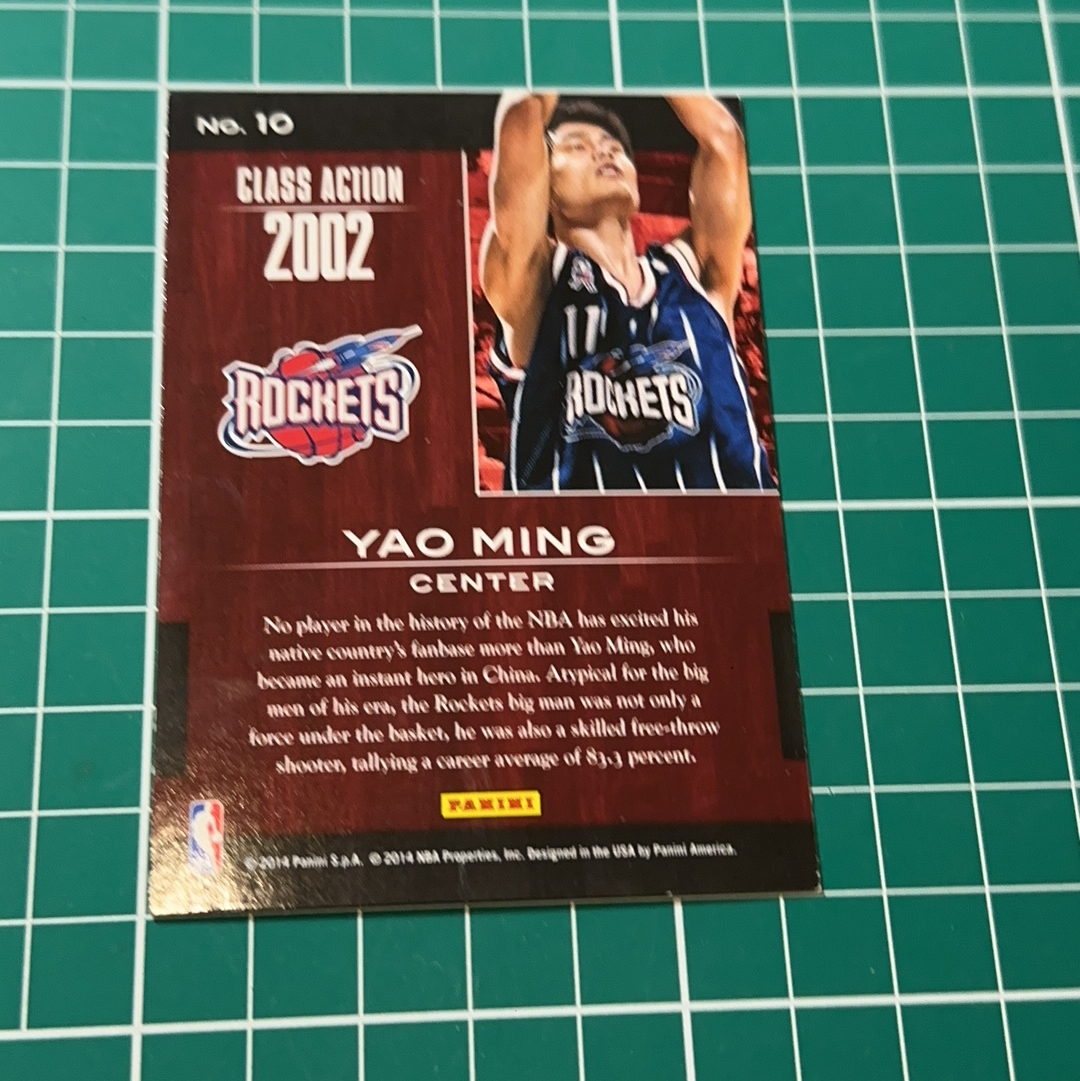 No. 10
CLASS ACTION
2002
ROCKETS
11
ROCKETS
YAO MING
CENTER
No player in the history of the NBA has excited his
native country's fanbase more than Yao Ming, who
became an instant hero in China. Atypical for the big
men of his era, the Rockets big man was not only a
force under the basket, he was also a skilled free-throw
shooter, tallying a career average of 83.3 percent.
PANINI
©2014 Panini S.p.A. © 2014 NBA Properties, Inc. Designed in the USA by Panini America.